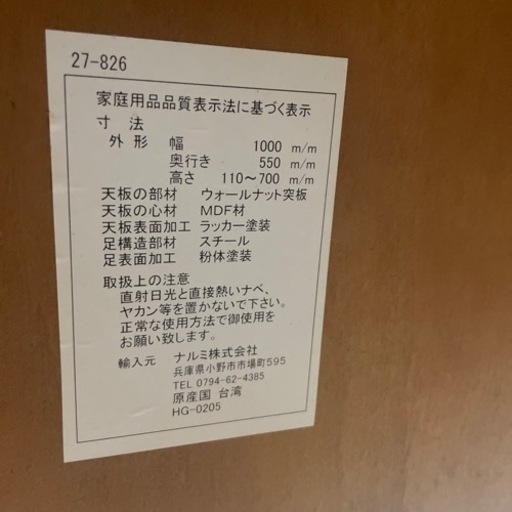 27-826
家庭用品品質表示法に基づく表示
寸 法
外 形 幅 1000 m/m
奥行き 550 m/m
高さ 110～700 m/m
天板の部材 ウォールナット突板
天板の心材 MDF材
天板表面加工 ラッカー塗装
足構造部材 スチール
足表面加工 粉体塗装
取扱上の注意
直射日光と直接熱いナベ、
ヤカン等を置かないで下さい。
正常な使用方法で御使用を
お願い致します。
輸入元 ナルミ株式会社
兵庫県小野市市場町595
TEL 0794-62-4385
原産国 台湾
HG-0205